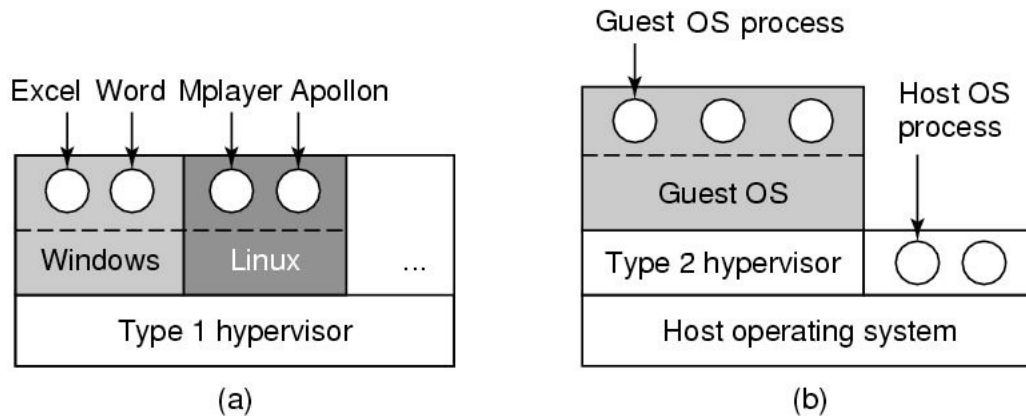 Excel Word Mplayer Apollon
Windows
Linux
...
Type 1 hypervisor
(a)
Guest OS process
Host OS
process
Guest OS
Type 2 hypervisor
Host operating system
(b)